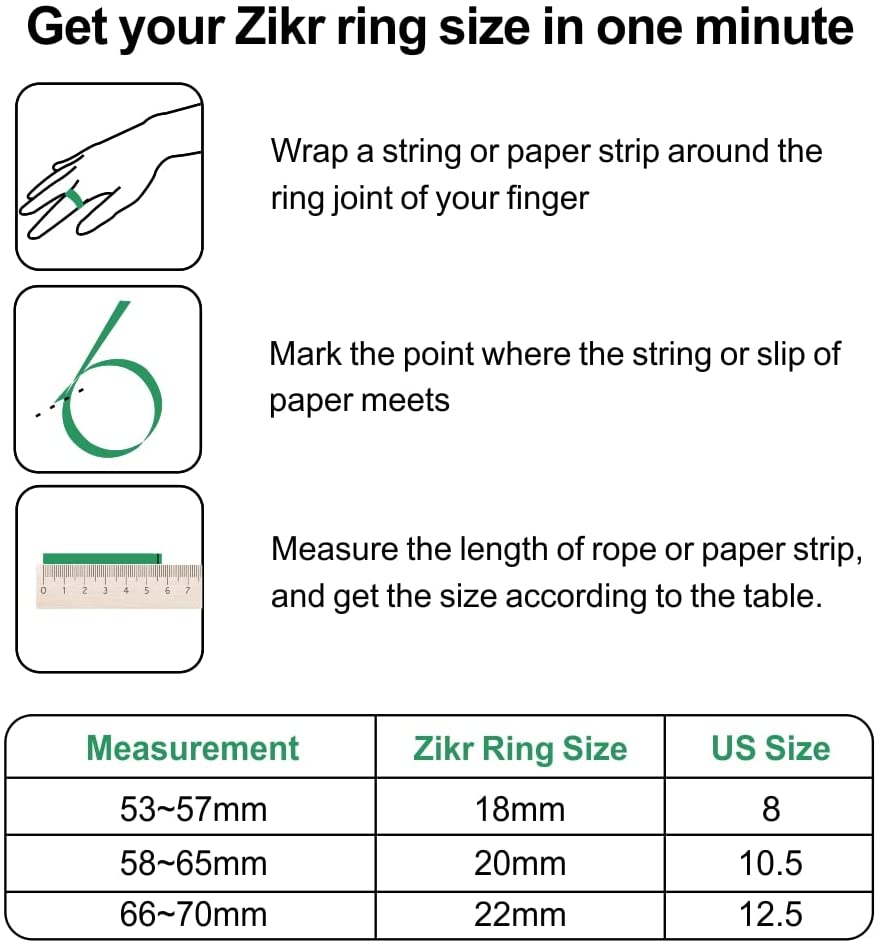 Get your Zikr ring size in one minute
Wrap a string or paper strip around the
ring joint of your finger
Mark the point where the string or slip of
paper meets
Measure the length of rope or paper strip,
and get the size according to the table.
0 1 2 3 4 5 6 7
Measurement Zikr Ring Size US Size
53~57mm 18mm 8
58~65mm 20mm 10.5
66~70mm 22mm 12.5